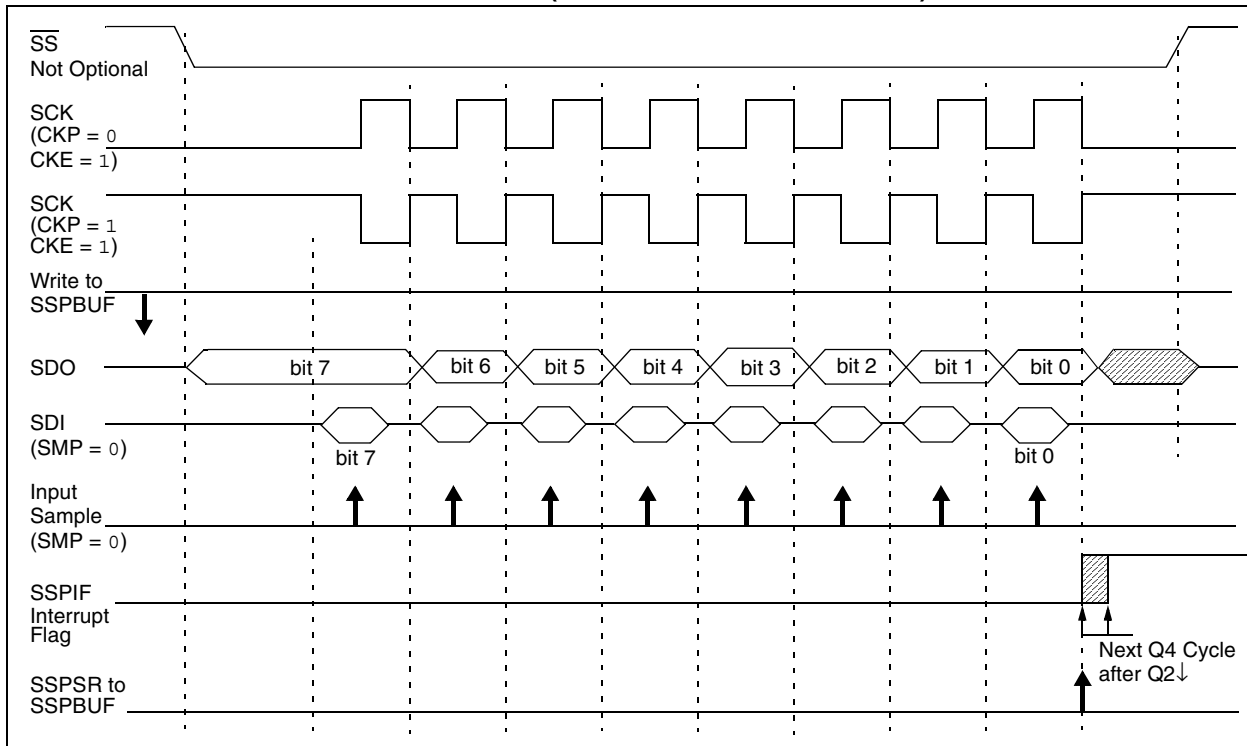 SS
Not Optional
SCK
(CKP = 0
CKE = 1)
SCK
(CKP = 1
CKE = 1)
Write to
SSPBUF
SDO
bit 7 bit 6 bit 5 bit 4 bit 3 bit 2 bit 1 bit 0
SDI
(SMP = 0)
bit 7 bit 0
Input
Sample
(SMP = 0)
SSPIF
Interrupt
Flag
Next Q4 Cycle
after Q2↓
SSPSR to
SSPBUF